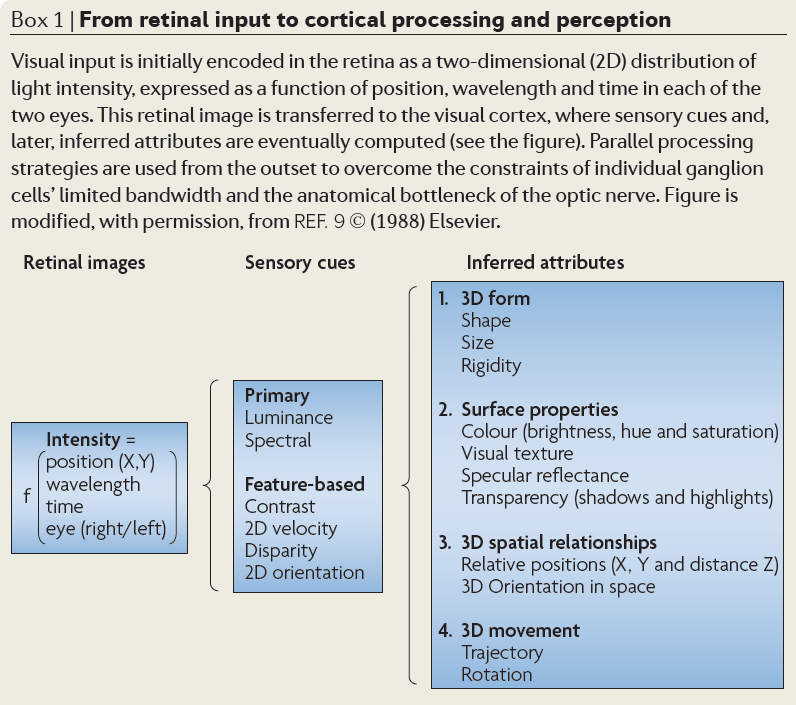 Box 1 | From retinal input to cortical processing and perception
Visual input is initially encoded in the retina as a two-dimensional (2D) distribution of
light intensity, expressed as a function of position, wavelength and time in each of the
two eyes. This retinal image is transferred to the visual cortex, where sensory cues and,
later, inferred attributes are eventually computed (see the figure). Parallel processing
strategies are used from the outset to overcome the constraints of individual ganglion
cells' limited bandwidth and the anatomical bottleneck of the optic nerve. Figure is
modified, with permission, from REF. 9 © (1988) Elsevier.
Retinal images
Intensity =
f
position (X,Y)
wavelength
time
eye (right/left)
Sensory cues
Primary
Luminance
Spectral
Feature-based
Contrast
2D velocity
Disparity
2D orientation
Inferred attributes
1. 3D form
Shape
Size
Rigidity
2. Surface properties
Colour (brightness, hue and saturation)
Visual texture
Specular reflectance
Transparency (shadows and highlights)
3. 3D spatial relationships
Relative positions (X, Y and distance Z)
3D Orientation in space
4. 3D movement
Trajectory
Rotation